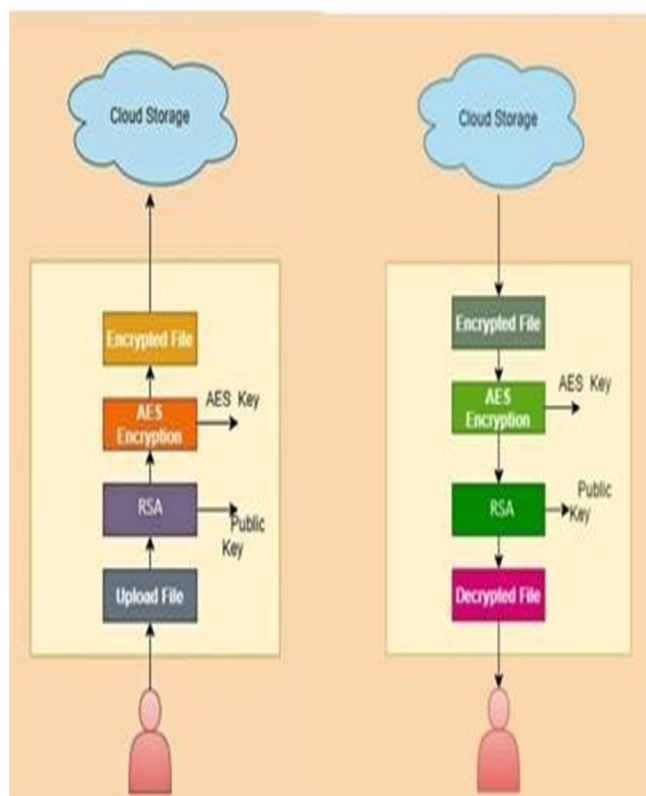 Cloud Storage
Encrypted File
AES
Encryption
AES Key
RSA
Public
Key
Upload File
Cloud Storage
Encrypted File
AES
Encryption
AES Key
RSA
Public
Key
Decrypted File